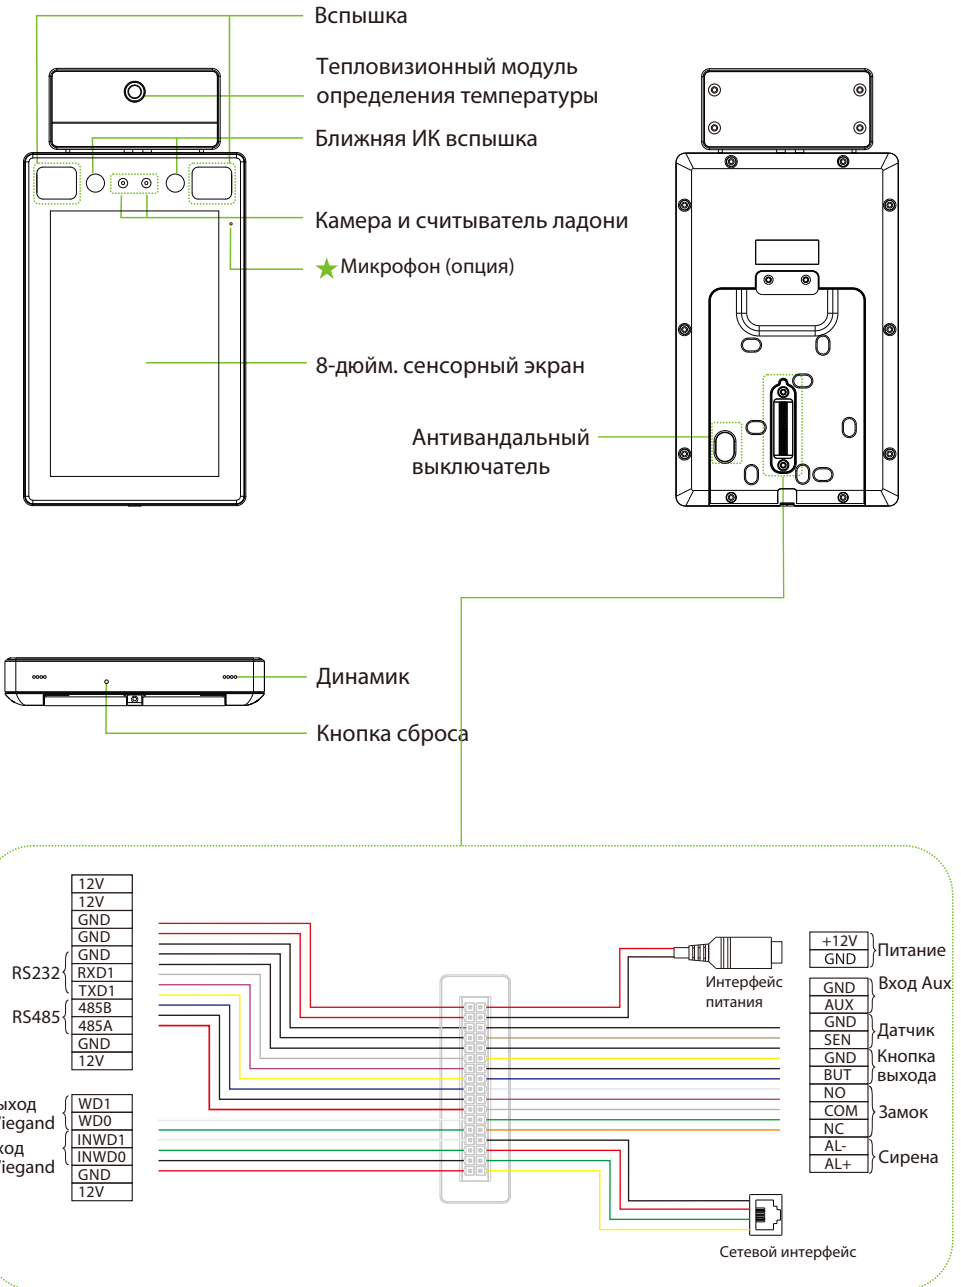 Вспышка
Тепловизионный модуль
определения температуры
Ближняя ИК вспышка
Камера и считыватель ладони
Микрофон (опция)
8-дюйм. сенсорный экран
Антивандальный
выключатель
Динамик
Кнопка сброса
12V
12V
GND
GND
GND
RXD1
TXD1
485B
485A
GND
12V
RS232
RS485
WD1
WD0
INWD1
INWD0
GND
12V
Интерфейс
питания
+12V
GND
Питание
GND
AUX
Вход Aux
GND
SEN
Датчик
GND
BUT
Кнопка
выхода
NO
COM
NC
Замок
AL-
AL+
Сирена
Сетевой интерфейс